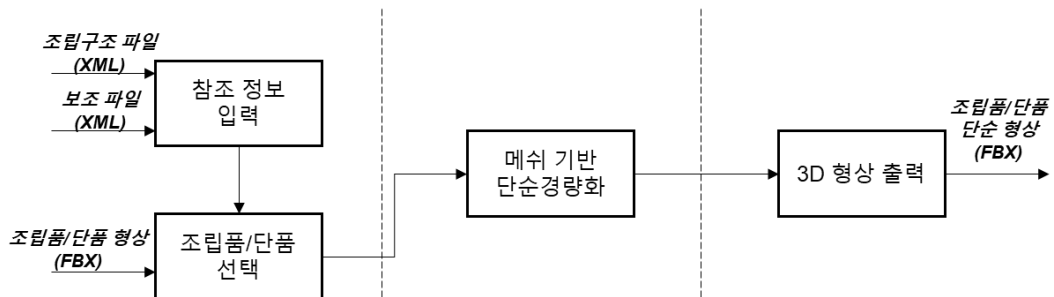 조립구조 파일
(XML)
보조 파일
(XML)
참조 정보
입력
조립품/단품 형상
(FBX)
조립품/단품
선택
메쉬 기반
단순경량화
3D 형상 출력
조립품/단품
단순 형상
(FBX)